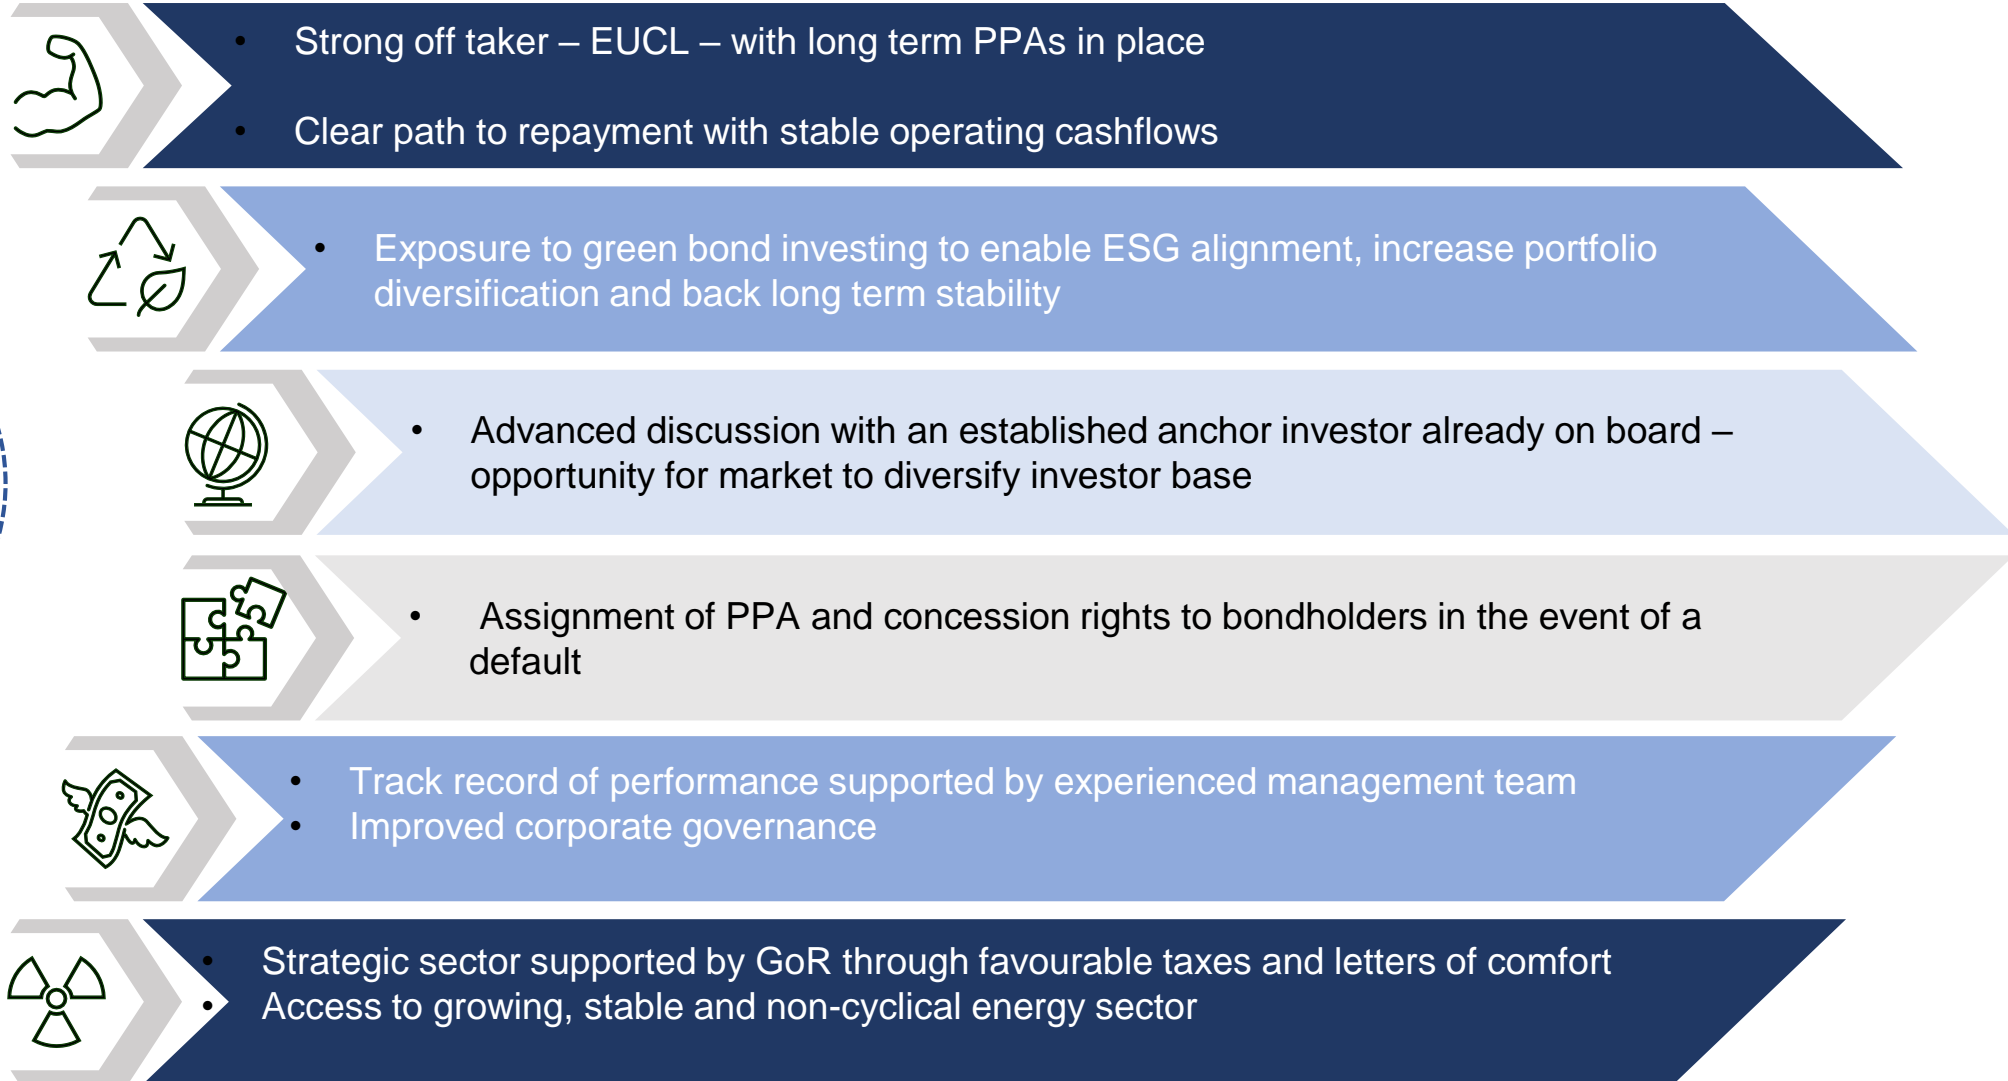 • Strong off taker – EUCL – with long term PPAs in place
• Clear path to repayment with stable operating cashflows
• Exposure to green bond investing to enable ESG alignment, increase portfolio
diversification and back long term stability
• Advanced discussion with an established anchor investor already on board –
opportunity for market to diversify investor base
• Assignment of PPA and concession rights to bondholders in the event of a
default
• Track record of performance supported by experienced management team
• Improved corporate governance
• Strategic sector supported by GoR through favourable taxes and letters of comfort
• Access to growing, stable and non-cyclical energy sector